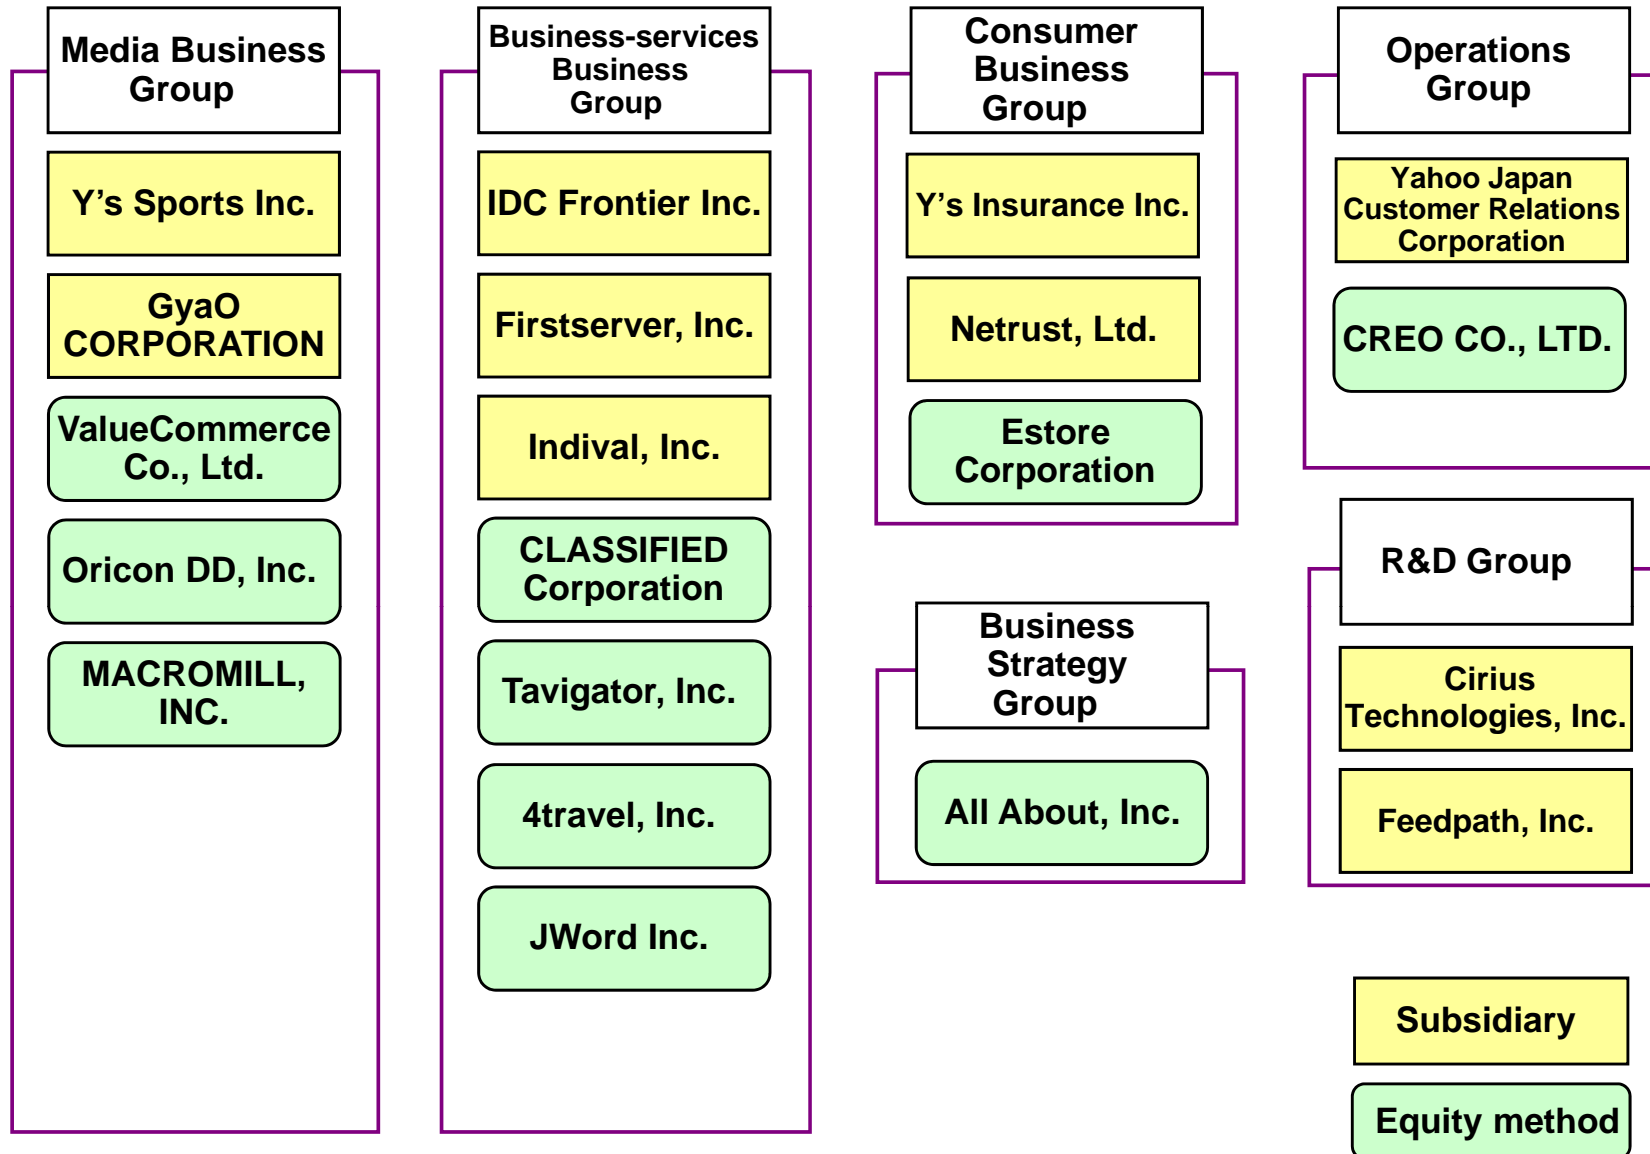 Media Business
Group
Y’s Sports Inc.
GyaO
CORPORATION
ValueCommerce
Co., Ltd.
Oricon DD, Inc.
MACROMILL,
INC.
Business-services
Business
Group
IDC Frontier Inc.
Firstserver, Inc.
Indival, Inc.
CLASSIFIED
Corporation
Tavigator, Inc.
4travel, Inc.
JWord Inc.
Consumer
Business
Group
Y’s Insurance Inc.
Netrust, Ltd.
Estore
Corporation
Business
Strategy
Group
All About, Inc.
Operations
Group
Yahoo Japan
Customer Relations
Corporation
CREO CO., LTD.
R&D Group
Cirius
Technologies, Inc.
Feedpath, Inc.
Subsidiary
Equity method